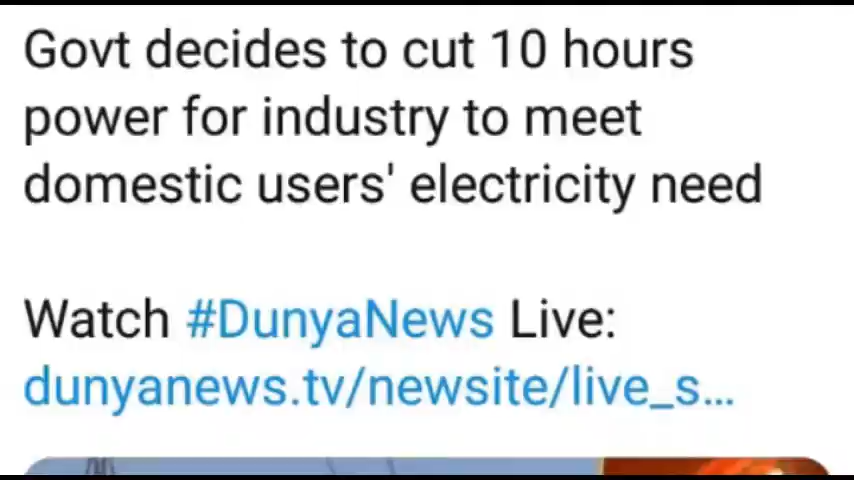 Govt decides to cut 10 hours
power for industry to meet
domestic users' electricity need
Watch #DunyaNews Live:
dunyanews.tv/newsite/live_s...